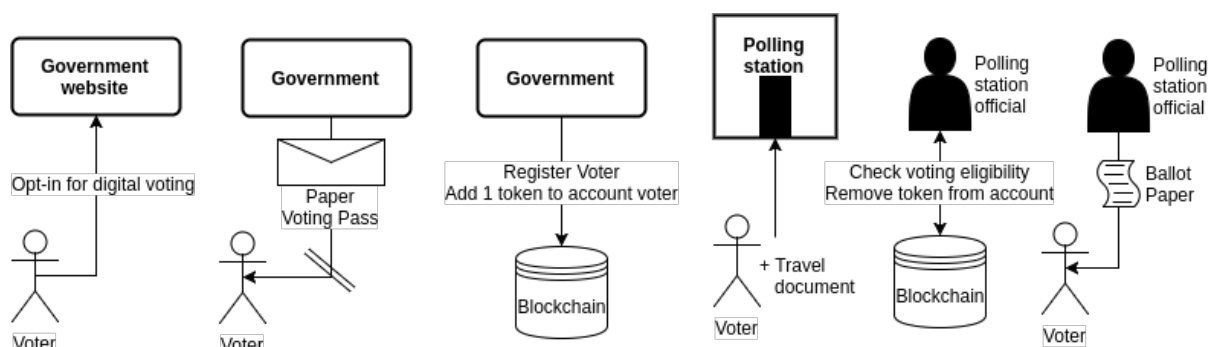 Government
website
Opt-in for digital voting
Voter
Government
Paper
Voting Pass
Voter
Government
Register Voter
Add 1 token to account voter
Blockchain
Polling
station
+ Travel
document
Voter
Polling
station
official
Check voting eligibility
Remove token from account
Blockchain
Polling
station
official
Ballot
Paper
Voter